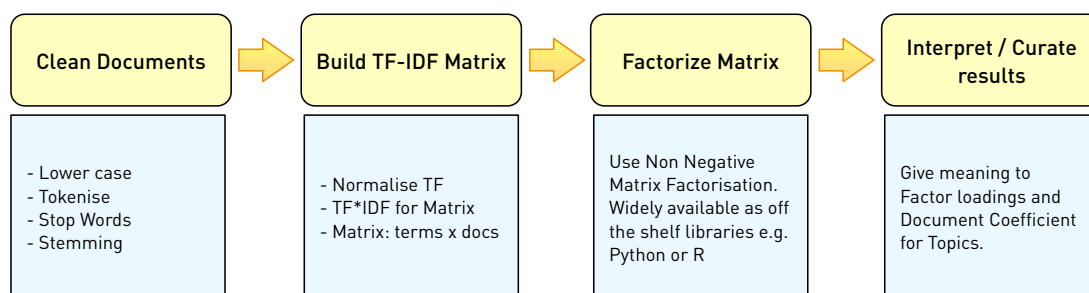 Clean Documents
- Lower case
- Tokenise
- Stop Words
- Stemming
Build TF-IDF Matrix
- Normalise TF
- TF*IDF for Matrix
- Matrix: terms x docs
Factorize Matrix
Use Non Negative
Matrix Factorisation.
Widely available as off
the shelf libraries e.g.
Python or R
Interpret / Curate
results
Give meaning to
Factor loadings and
Document Coefficient
for Topics.